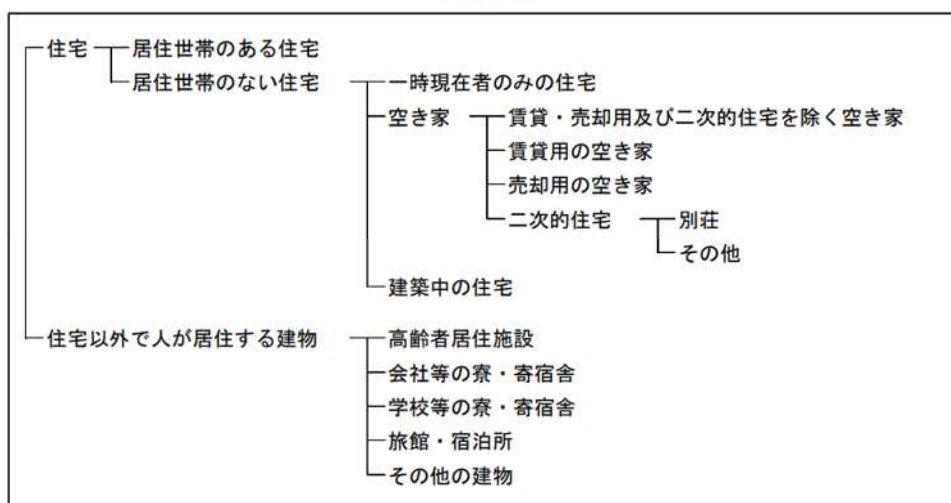 住宅 居住世帯のある住宅
居住世帯のない住宅 一時現在者のみの住宅
空き家 賃貸・売却用及び二次的住宅を除く空き家
賃貸用の空き家
売却用の空き家
二次的住宅 別荘
その他
建築中の住宅
住宅以外で人が居住する建物 高齢者居住施設
会社等の寮・寄宿舎
学校等の寮・寄宿舎
旅館・宿泊所
その他の建物